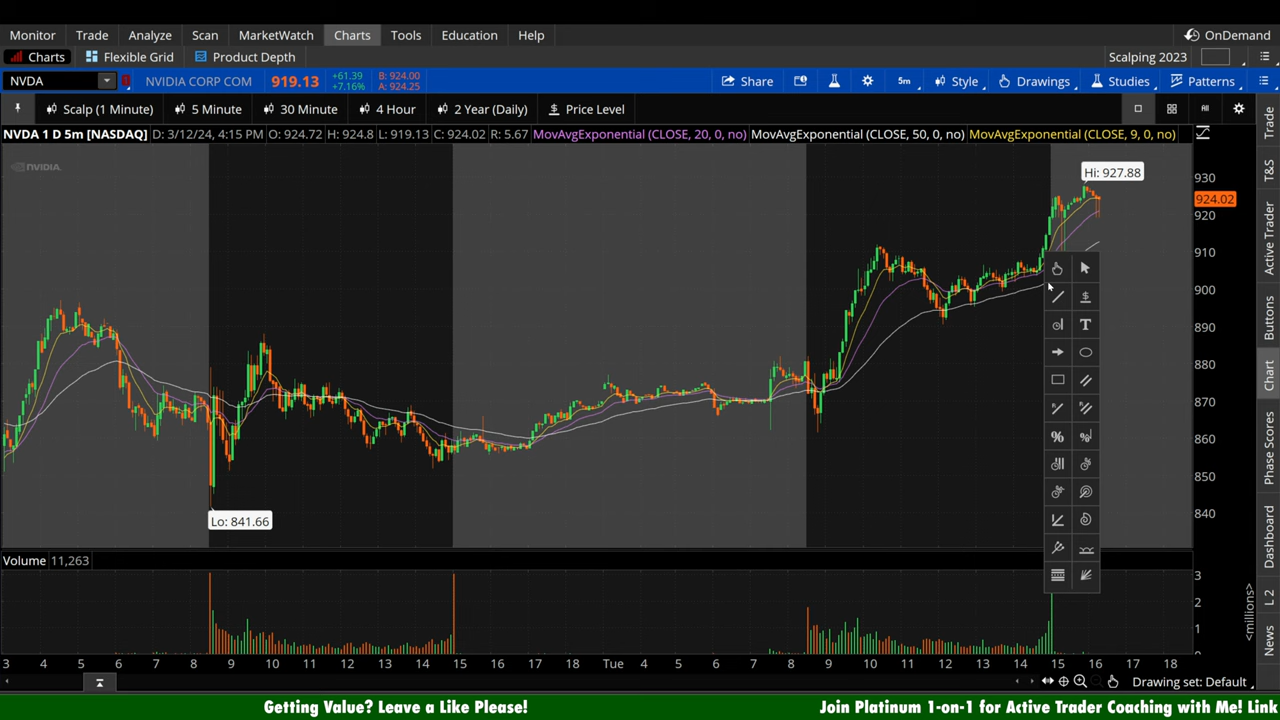 Monitor Trade Analyze Scan MarketWatch Charts Tools Education Help OnDemand
Charts Flexible Grid Product Depth Scalping 2023
NVDA NVIDIA CORP COM 919.13 +61.39 +7.16% B: 924.00 A: 924.25 Share 5m Style Drawings Studies Patterns
Scalp (1 Minute) 5 Minute 30 Minute 4 Hour 2 Year (Daily) $ Price Level All
NVDA 1 D 5m [NASDAQ] D: 3/12/24, 4:15 PM O: 924.72 H: 924.8 L: 919.13 C: 924.02 R: 5.67 MovAvgExponential (CLOSE, 20, 0, no) MovAvgExponential (CLOSE, 50, 0, no) MovAvgExponential (CLOSE, 9, 0, no)
NVIDIA.
Hi: 927.88
930
924.02
920
910
900
890
880
870
860
850
840
Lo: 841.66
$
T
%
%
Volume 11,263
3
2
1
0
<millions>
3 4 5 6 7 8 9 10 11 12 13 14 15 16 17 18 Tue 4 5 6 7 8 9 10 11 12 13 14 15 16 17 18
Drawing set: Default
Trade
T&S
Active Trader
Buttons
Chart
Phase Scores
Dashboard
L 2
News
Getting Value? Leave a Like Please! Join Platinum 1-on-1 for Active Trader Coaching with Me! Link